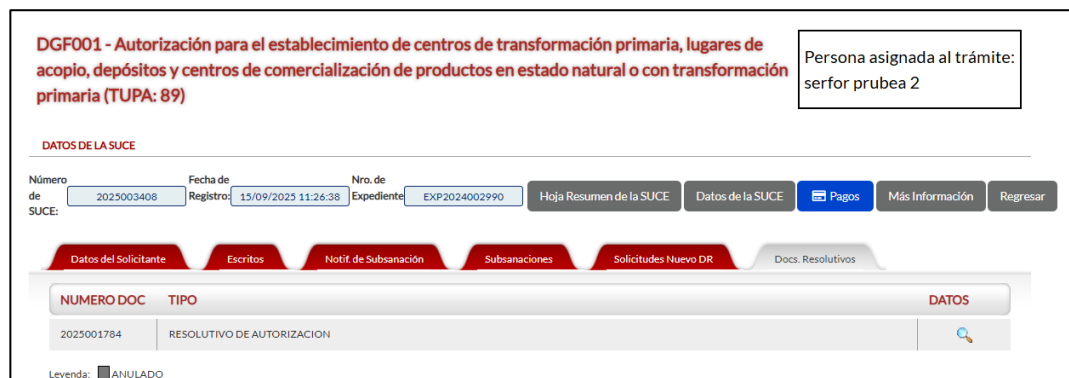 DGF001 - Autorización para el establecimiento de centros de transformación primaria, lugares de
acopio, depósitos y centros de comercialización de productos en estado natural o con transformación
primaria (TUPA: 89)
Persona asignada al trámite:
serfor prubea 2
DATOS DE LA SUCE
Número de SUCE: 2025003408 Fecha de Registro: 15/09/2025 11:26:38 Nro. de Expediente EXP2024002990 Hoja Resumen de la SUCE Datos de la SUCE Pagos Más Información Regresar
Datos del Solicitante Escritos Notif. de Subsanación Subsanaciones Solicitudes Nuevo DR Docs. Resolutivos
NUMERO DOC TIPO DATOS
2025001784 RESOLUTIVO DE AUTORIZACION
Leyenda: ANULADO